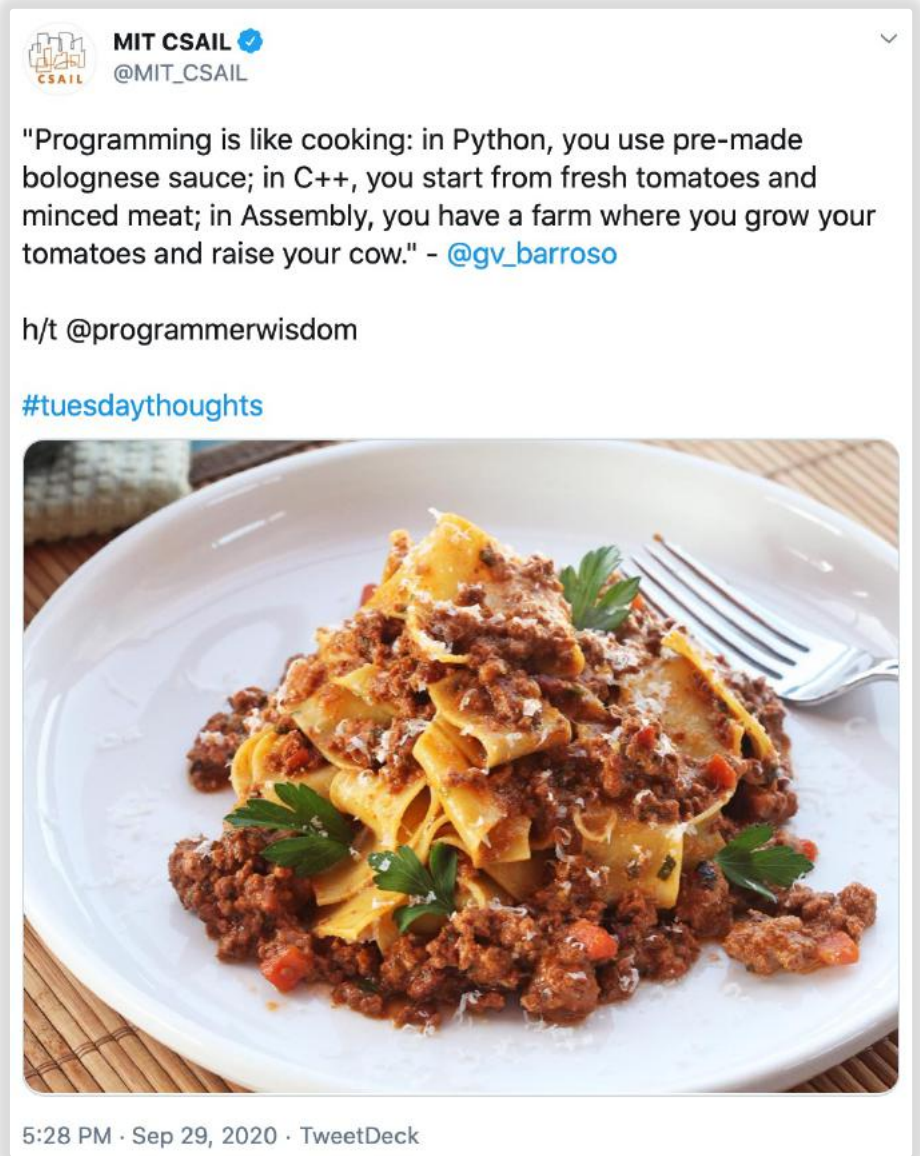 MIT CSAIL
@MIT_CSAIL
CSAIL
"Programming is like cooking: in Python, you use pre-made
bolognese sauce; in C++, you start from fresh tomatoes and
minced meat; in Assembly, you have a farm where you grow your
tomatoes and raise your cow." - @gv_barroso
h/t @programmerwisdom
#tuesdaythoughts
5:28 PM · Sep 29, 2020 · TweetDeck